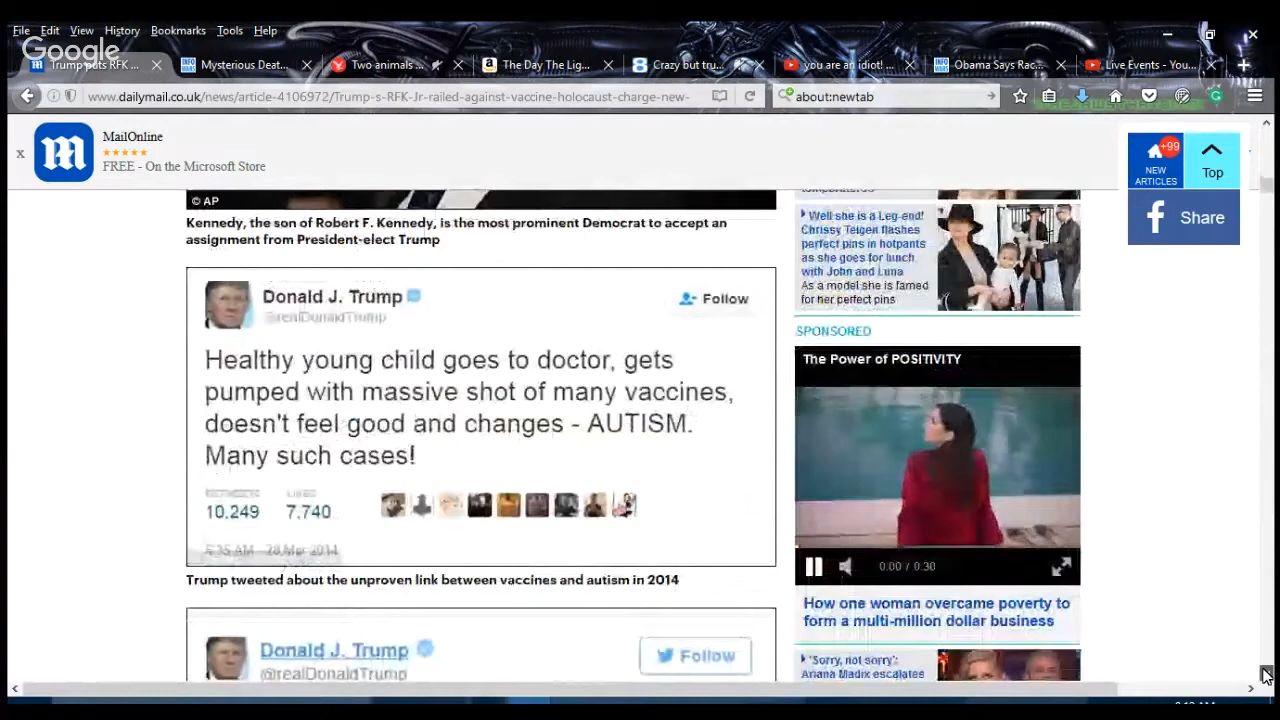 File Edit View History Bookmarks Tools Help
Google
Trump puts RFK ... Mysterious Deat... Two animals ... The Day The Lig... Crazy but tru... you are an idiot! ... Obama Says Rac... Live Events - You...
www.dailymail.co.uk/news/article-4106972/Trump-s-RFK-Jr-railed-against-vaccine-holocaust-charge-new-
about:newtab
x
MailOnline
FREE - On the Microsoft Store
+99
NEW
ARTICLES
Top
Share
© AP
Kennedy, the son of Robert F. Kennedy, is the most prominent Democrat to accept an
assignment from President-elect Trump
Donald J. Trump
@realDonaldTrump
Follow
Healthy young child goes to doctor, gets
pumped with massive shot of many vaccines,
doesn't feel good and changes - AUTISM.
Many such cases!
10,249 7,740
28 Mar 2014
Trump tweeted about the unproven link between vaccines and autism in 2014
Donald J. Trump
@realDonaldTrump
Follow
Well she is a Leg-end!
Chrissy Teigen flashes
perfect pins in hotpants
as she goes for lunch
with John and Luna
As a model she is famed
for her perfect pins
SPONSORED
The Power of POSITIVITY
0:00 / 0:30
How one woman overcame poverty to
form a multi-million dollar business
'Sorry, not sorry':
Ariana Madix escalates